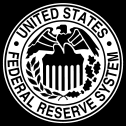 UNITED STATES
FEDERAL RESERVE SYSTEM